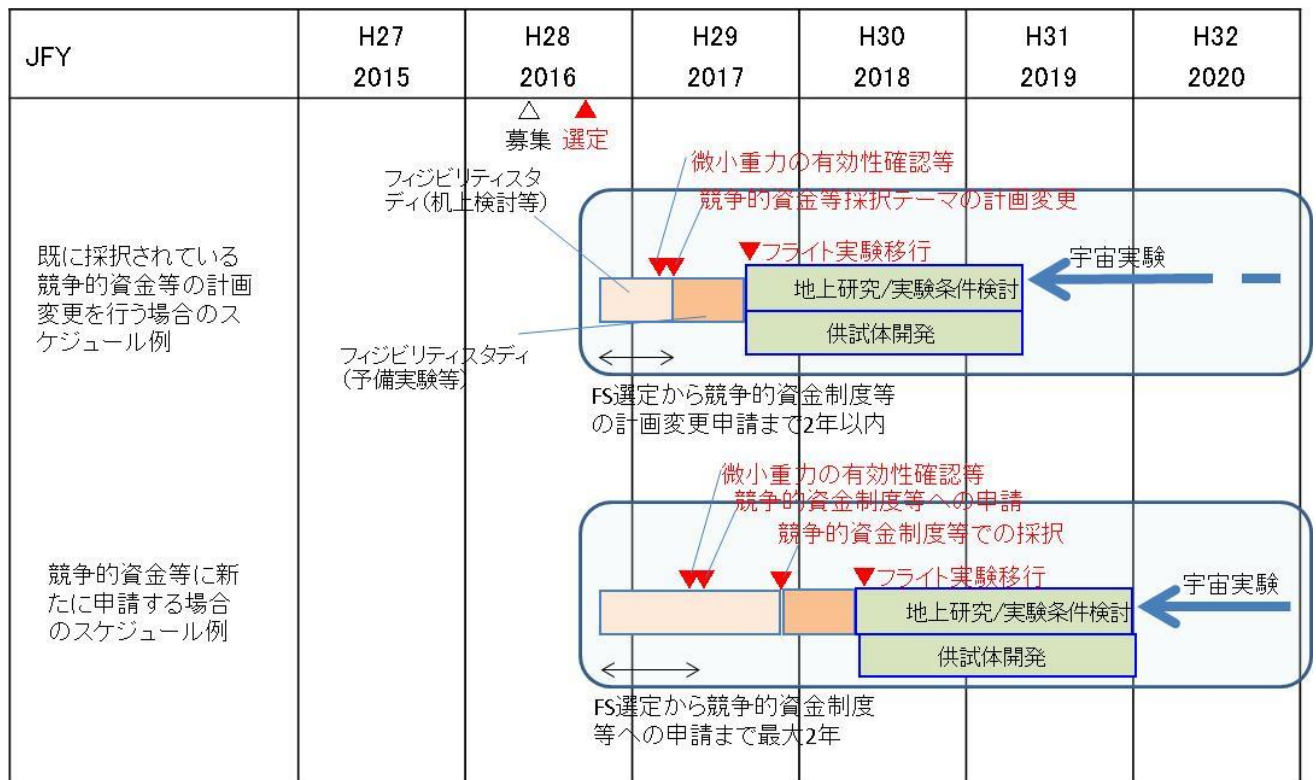 JFY
H27
2015
H28
2016
H29
2017
H30
2018
H31
2019
H32
2020
募集
選定
微小重力の有効性確認等
フィジビリティスタ
ディ(机上検討等)
競争的資金等採択テーマの計画変更
既に採択されている
競争的資金等の計画
変更を行う場合のス
ケジュール例
フライト実験移行
宇宙実験
地上研究/実験条件検討
供試体開発
フィジビリティスタディ
(予備実験等)
FS選定から競争的資金制度等
の計画変更申請まで2年以内
微小重力の有効性確認等
競争的資金制度等への申請
競争的資金制度等での採択
競争的資金等に新
たに申請する場合
のスケジュール例
フライト実験移行
宇宙実験
地上研究/実験条件検討
供試体開発
FS選定から競争的資金制度
等への申請まで最大2年